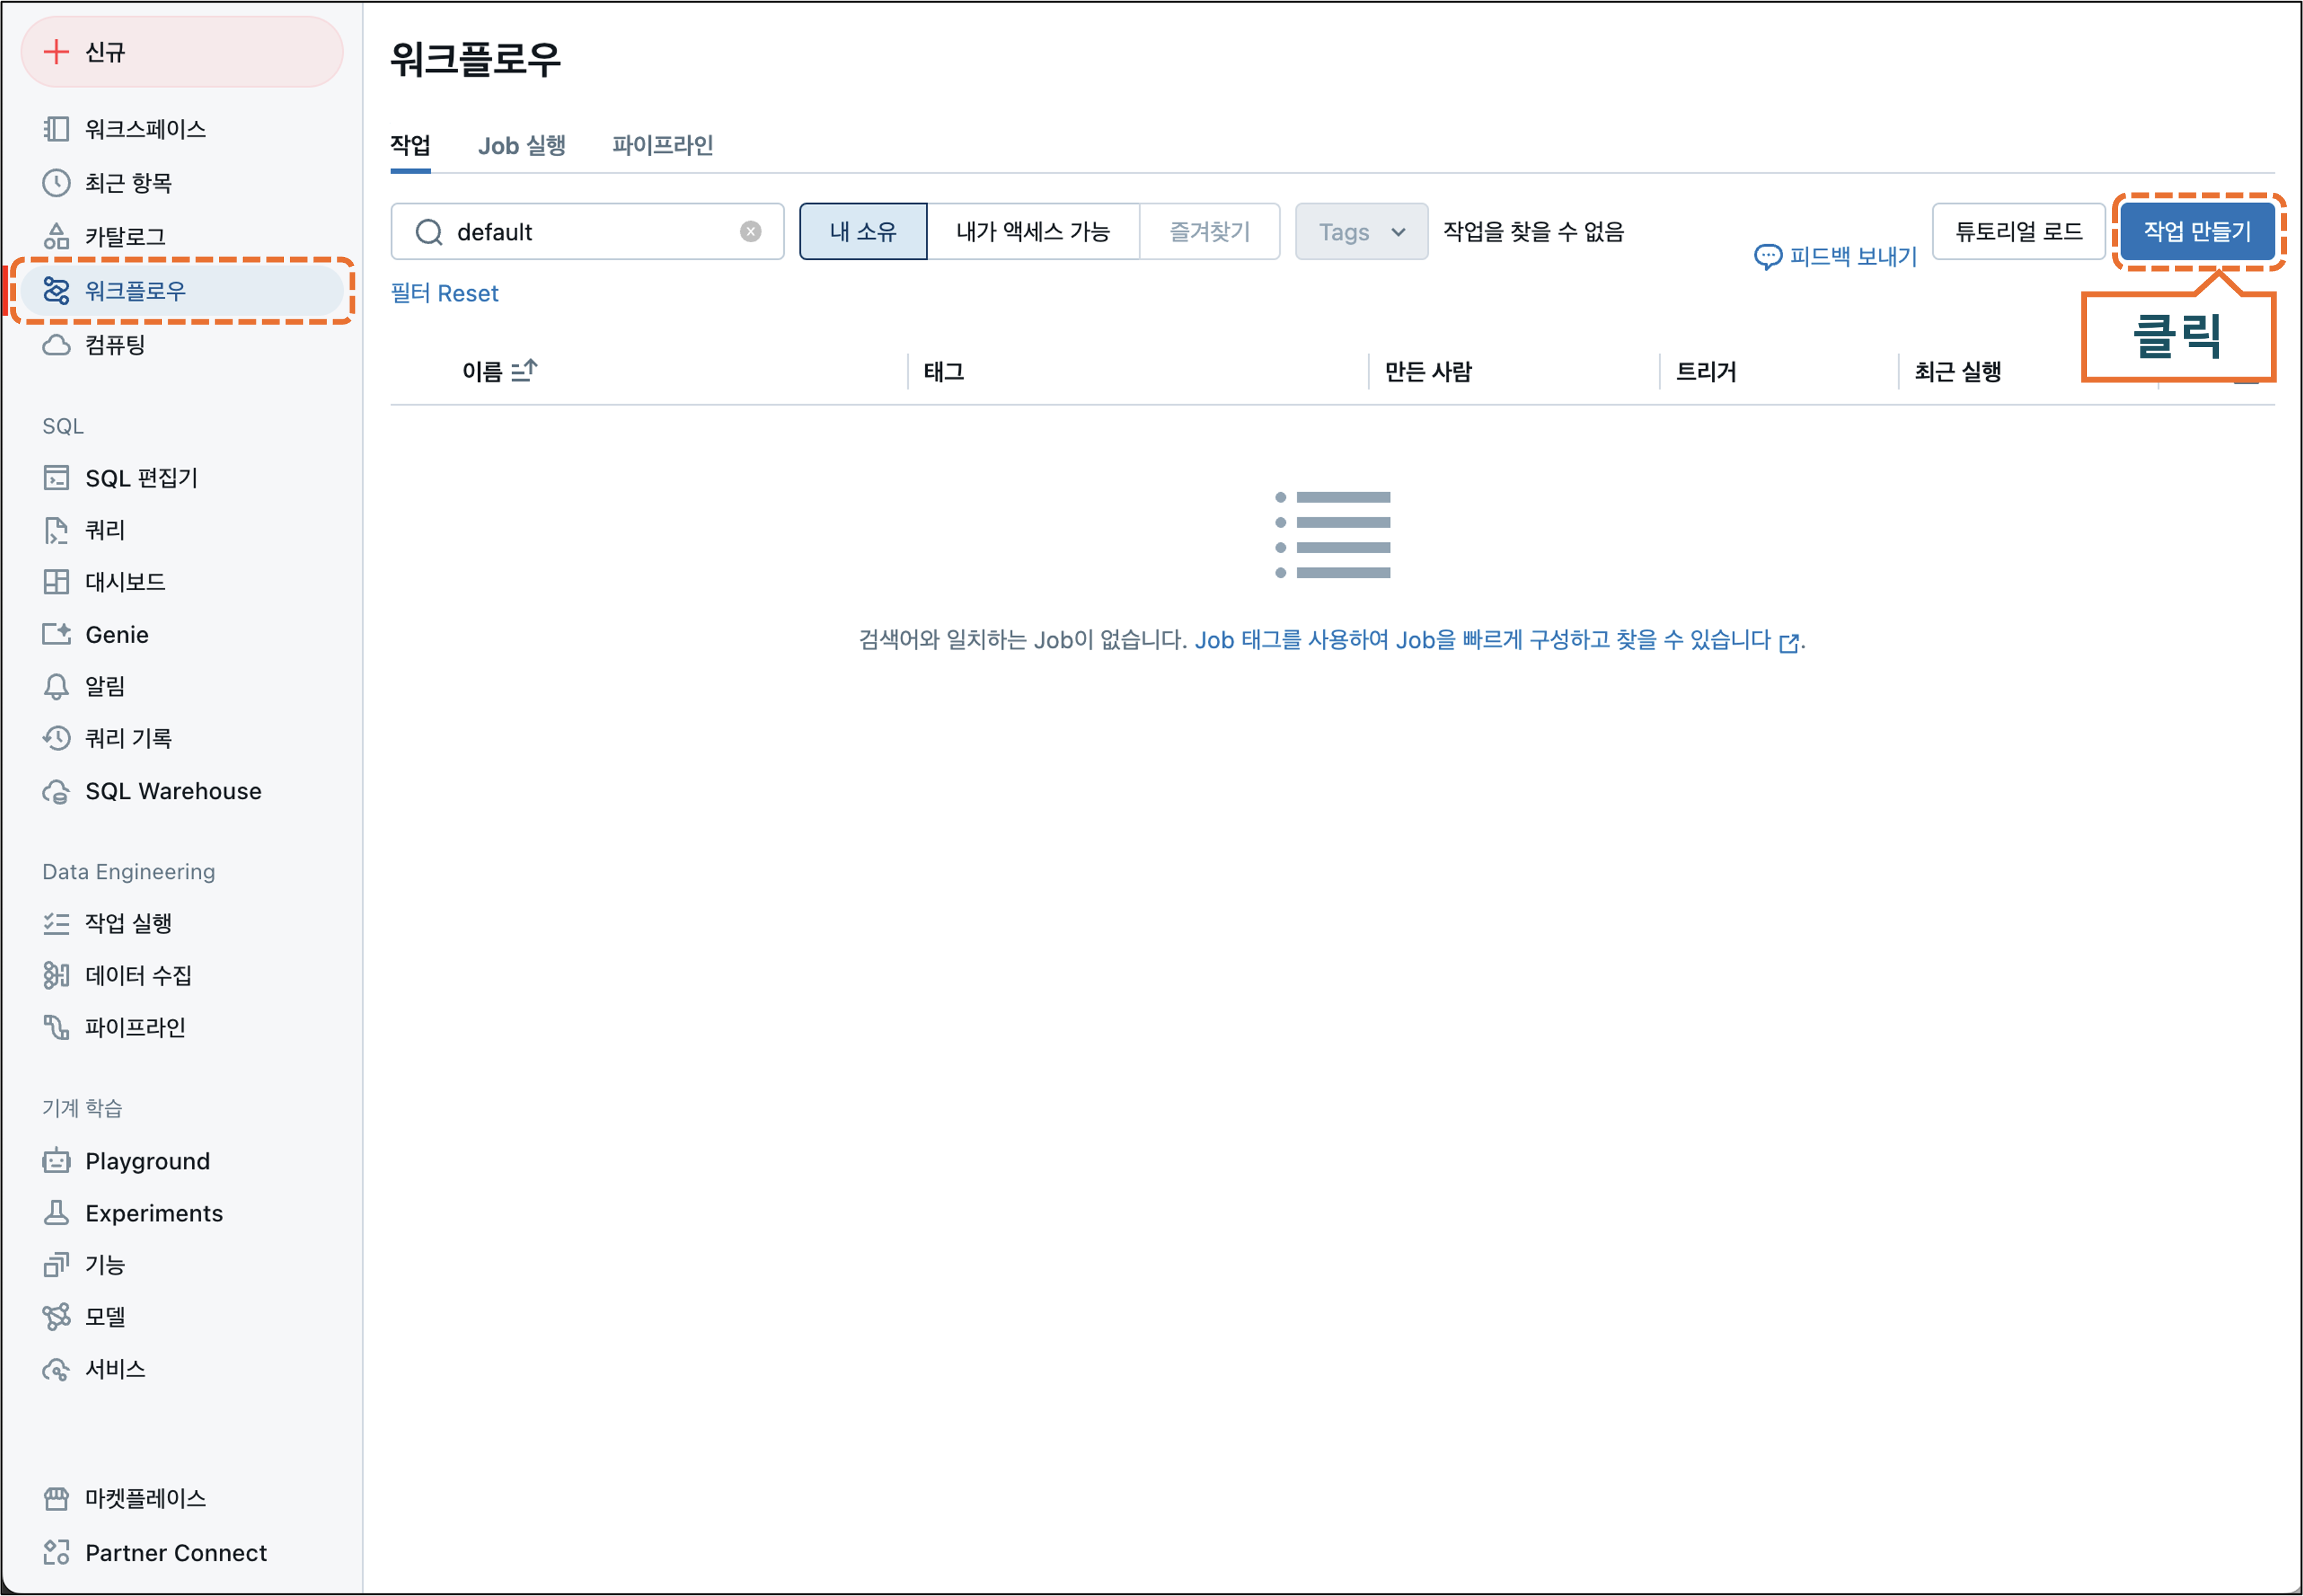 신규
워크스페이스
최근 항목
카탈로그
워크플로우
컴퓨팅
SQL
SQL 편집기
쿼리
대시보드
Genie
알림
쿼리 기록
SQL Warehouse
Data Engineering
작업 실행
데이터 수집
파이프라인
기계 학습
Playground
Experiments
기능
모델
서비스
마켓플레이스
Partner Connect
워크플로우
작업 Job 실행 파이프라인
default 내 소유 내가 액세스 가능 즐겨찾기 Tags 작업을 찾을 수 없음 피드백 보내기 튜토리얼 로드 작업 만들기
필터 Reset
클릭
이름 태그 만든 사람 트리거 최근 실행
검색어와 일치하는 Job이 없습니다. Job 태그를 사용하여 Job을 빠르게 구성하고 찾을 수 있습니다.